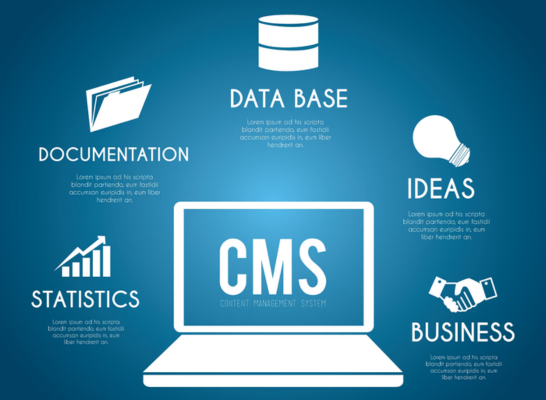 DATA BASE
Lorem ipsum ad his scripta
blandit partiendo, eum fastidii
accumsan euripidis in, eum liber
hendrerit an.
DOCUMENTATION
Lorem ipsum ad his scripta
blandit partiendo, eum fastidii
accumsan euripidis in, eum liber
hendrerit an.
IDEAS
Lorem ipsum ad his scripta
blandit partiendo, eum fastidii
accumsan euripidis in, eum liber
hendrerit an.
CMS
CONTENT MANAGEMENT SYSTEM
STATISTICS
Lorem ipsum ad his scripta
blandit partiendo, eum fastidii
accumsan euripidis in, eum liber
hendrerit an.
BUSINESS
Lorem ipsum ad his scripta
blandit partiendo, eum fastidii
accumsan euripidis in, eum liber
hendrerit an.